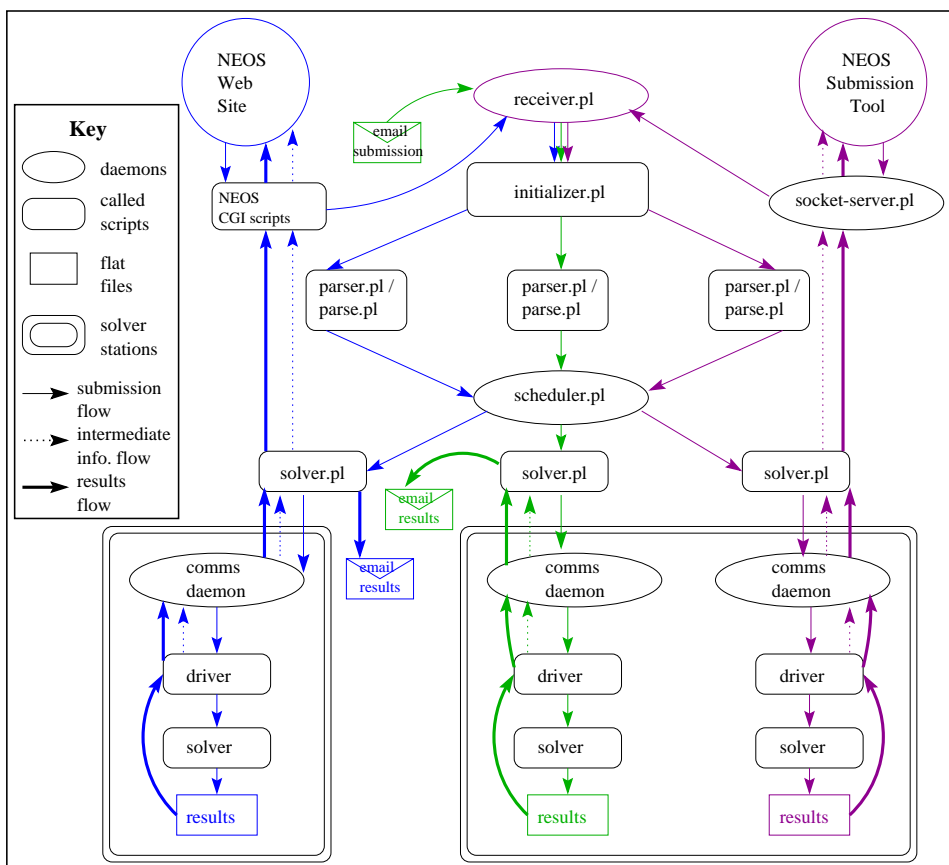 NEOS
Web
Site
NEOS
Submission
Tool
receiver.pl
email
submission
Key
daemons
called
scripts
flat
files
solver
stations
submission
flow
intermediate
info. flow
results
flow
NEOS
CGI scripts
initializer.pl
socket-server.pl
parser.pl /
parse.pl
parser.pl /
parse.pl
parser.pl /
parse.pl
scheduler.pl
solver.pl
solver.pl
solver.pl
email
results
email
results
comms
daemon
comms
daemon
comms
daemon
driver
driver
driver
solver
solver
solver
results
results
results